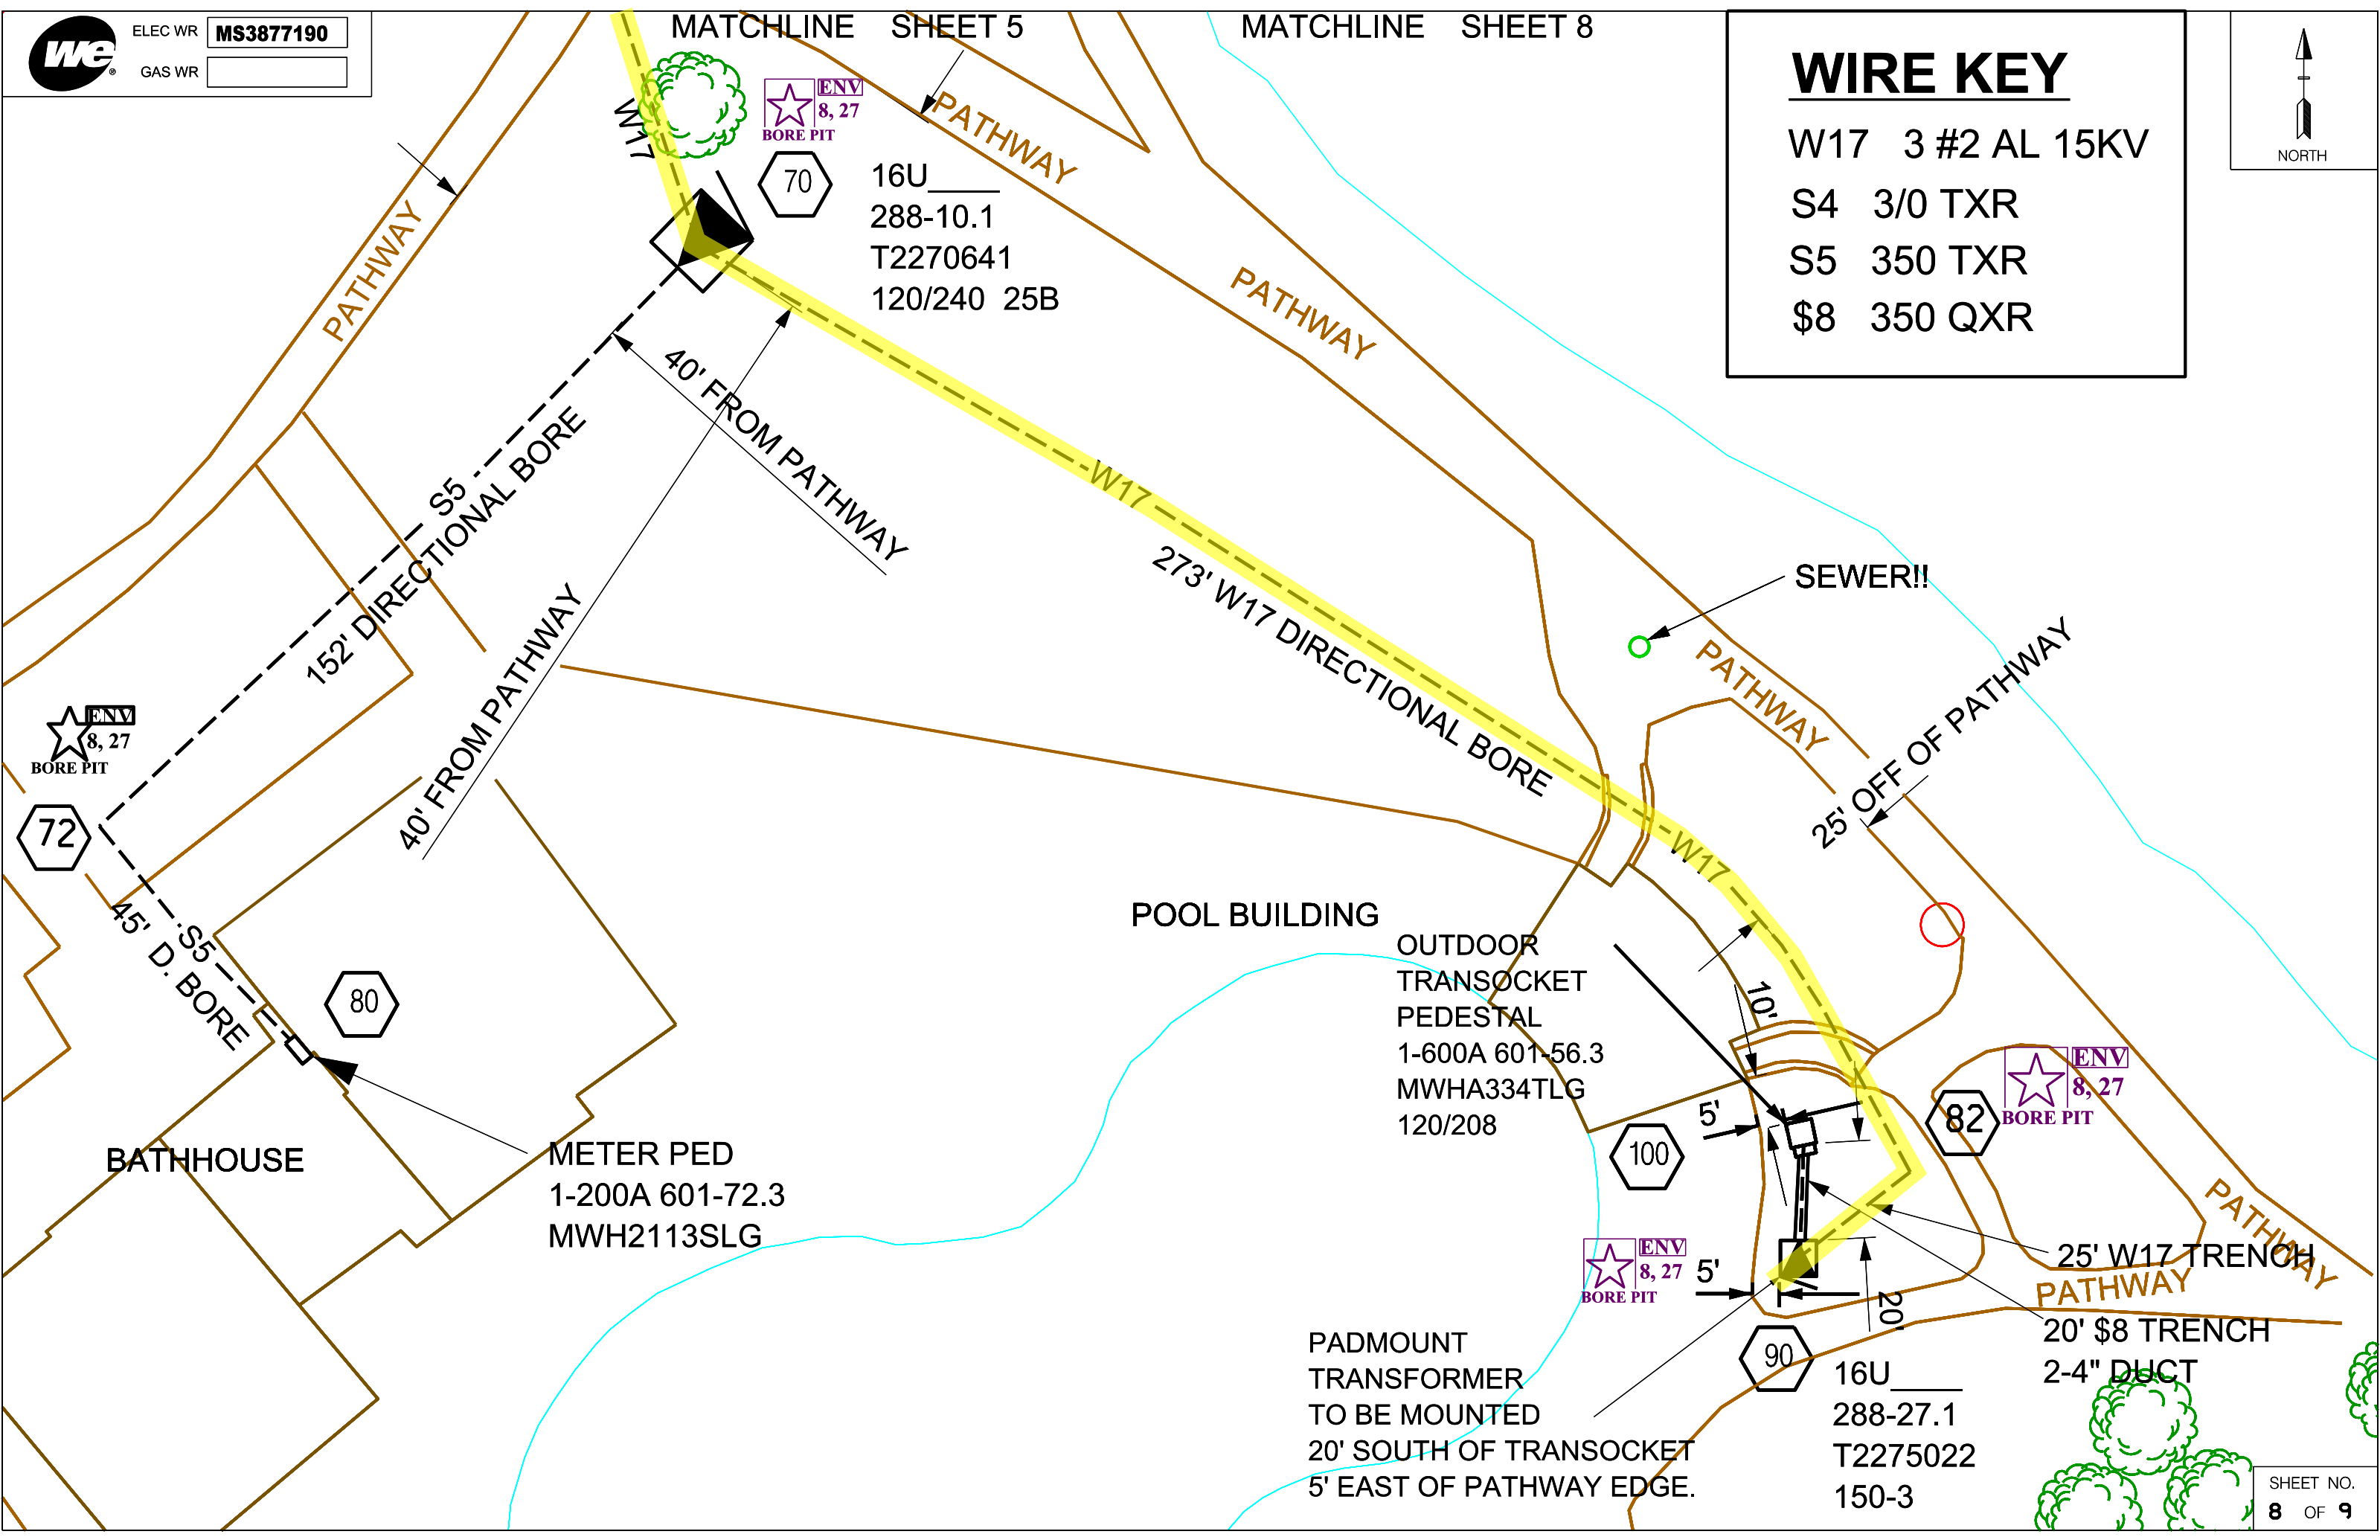 we
ELEC WR MS3877190
GAS WR
MATCHLINE SHEET 5
MATCHLINE SHEET 8
WIRE KEY
W17 3 #2 AL 15KV
S4 3/0 TXR
S5 350 TXR
$8 350 QXR
NORTH
W17
ENV
8, 27
BORE PIT
70
16U____
288-10.1
T2270641
120/240 25B
PATHWAY
PATHWAY
PATHWAY
40' FROM PATHWAY
S5
152' DIRECTIONAL BORE
40' FROM PATHWAY
W17
273' W17 DIRECTIONAL BORE
SEWER!!
PATHWAY
25' OFF OF PATHWAY
W17
ENV
8, 27
BORE PIT
72
S5
45' D. BORE
80
BATHHOUSE
METER PED
1-200A 601-72.3
MWH2113SLG
POOL BUILDING
OUTDOOR
TRANSOCKET
PEDESTAL
1-600A 601-56.3
MWHA334TLG
120/208
10'
5'
100
82
ENV
8, 27
BORE PIT
ENV
8, 27
BORE PIT
5'
20'
PATHWAY
25' W17 TRENCH
PATHWAY
20' $8 TRENCH
2-4" DUCT
PADMOUNT
TRANSFORMER
TO BE MOUNTED
20' SOUTH OF TRANSOCKET
5' EAST OF PATHWAY EDGE.
90
16U____
288-27.1
T2275022
150-3
SHEET NO.
8 OF 9